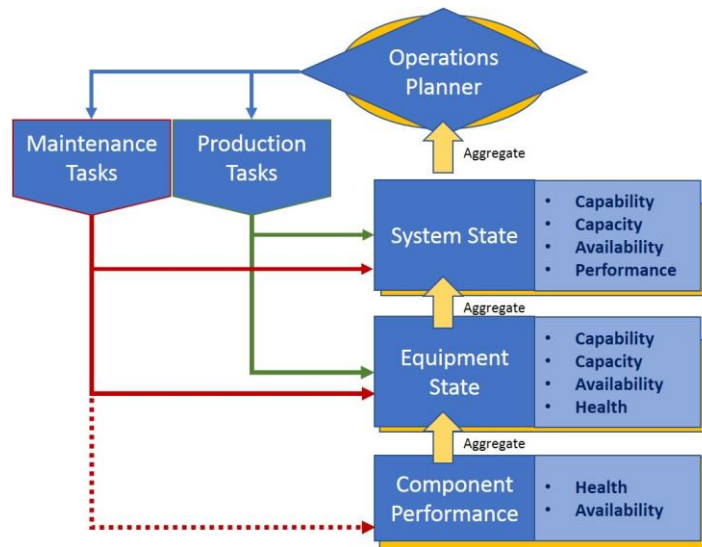 Operations
Planner
Maintenance
Tasks
Production
Tasks
Aggregate
System State
• Capability
• Capacity
• Availability
• Performance
Aggregate
Equipment
State
• Capability
• Capacity
• Availability
• Health
Aggregate
Component
Performance
• Health
• Availability